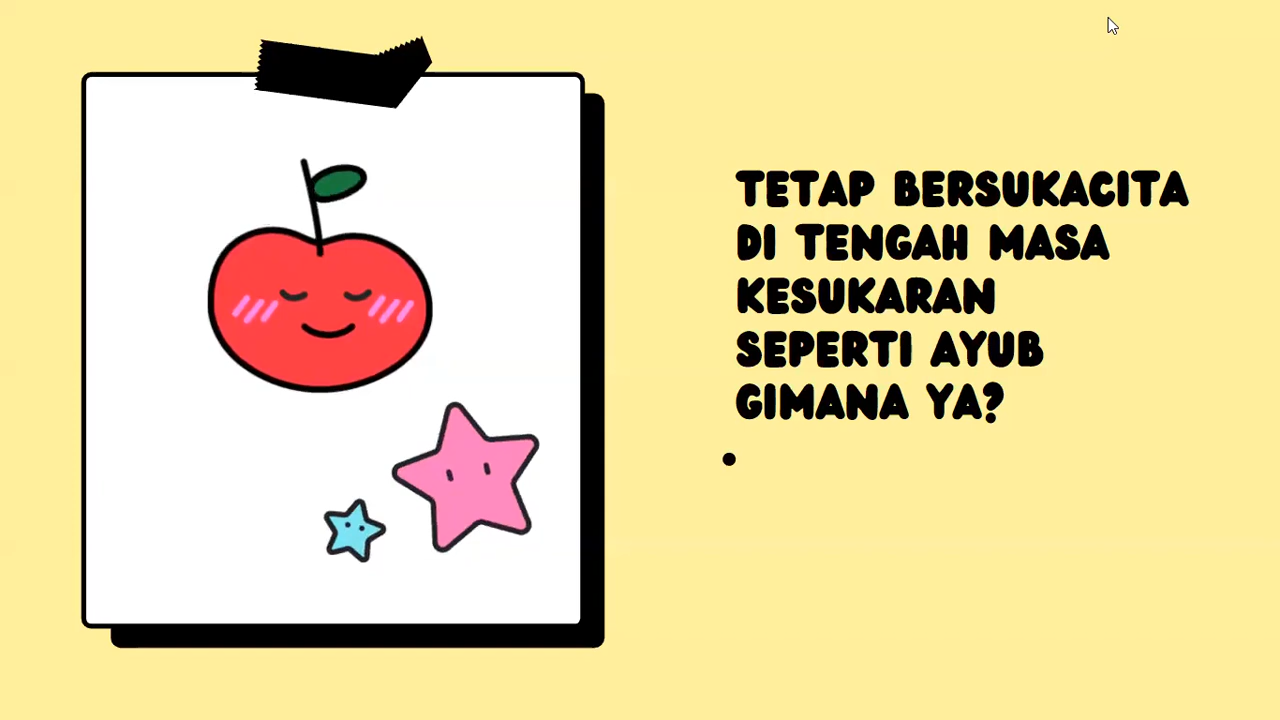 TETAP BERSUKACITA
DI TENGAH MASA
KESUKARAN
SEPERTI AYUB
GIMANA YA?
•